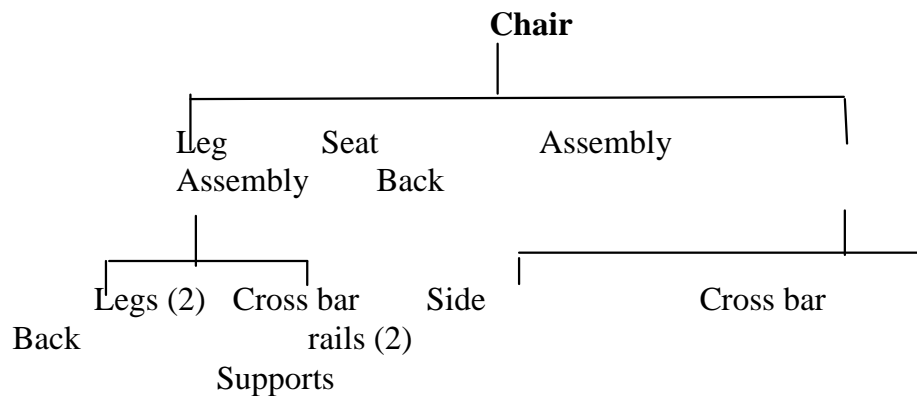 Chair
Leg Seat Assembly
Assembly Back
Legs (2) Cross bar Side Cross bar
Back rails (2)
Supports